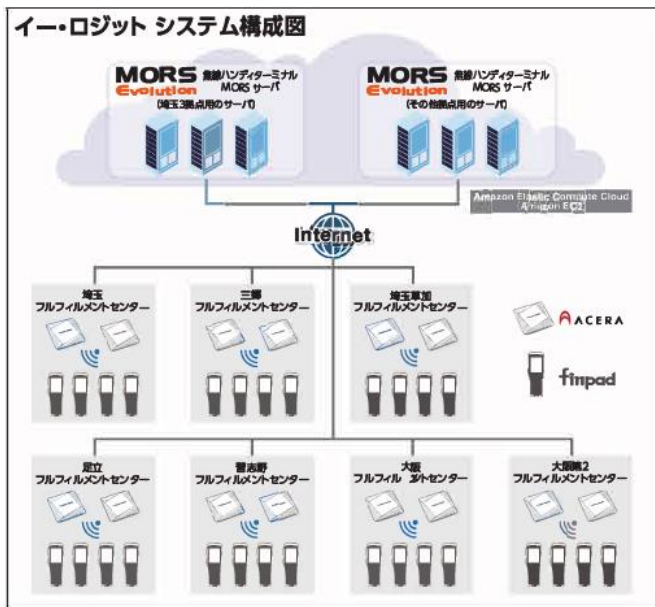 イー・ロジット システム構成図
MORS Evolution 無線ハンディターミナル MORS サーバ
(埼玉3拠点用のサーバ)
MORS Evolution 無線ハンディターミナル MORS サーバ
(その他拠点用のサーバ)
Amazon Elastic Compute Cloud
Amazon EC2
Internet
埼玉
フルフィルメントセンター
三郷
フルフィルメントセンター
埼玉草加
フルフィルメントセンター
ACERA
finpad
足立
フルフィルメントセンター
習志野
フルフィルメントセンター
大阪
フルフィル メントセンター
大阪第2
フルフィルメントセンター